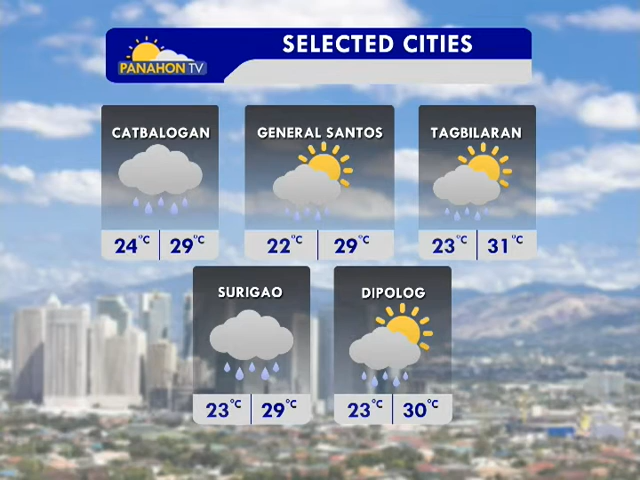 PANAHON TV
SELECTED CITIES
CATBALOGAN
24°C 29°C
GENERAL SANTOS
22°C 29°C
TAGBILARAN
23°C 31°C
SURIGAO
23°C 29°C
DIPOLOG
23°C 30°C